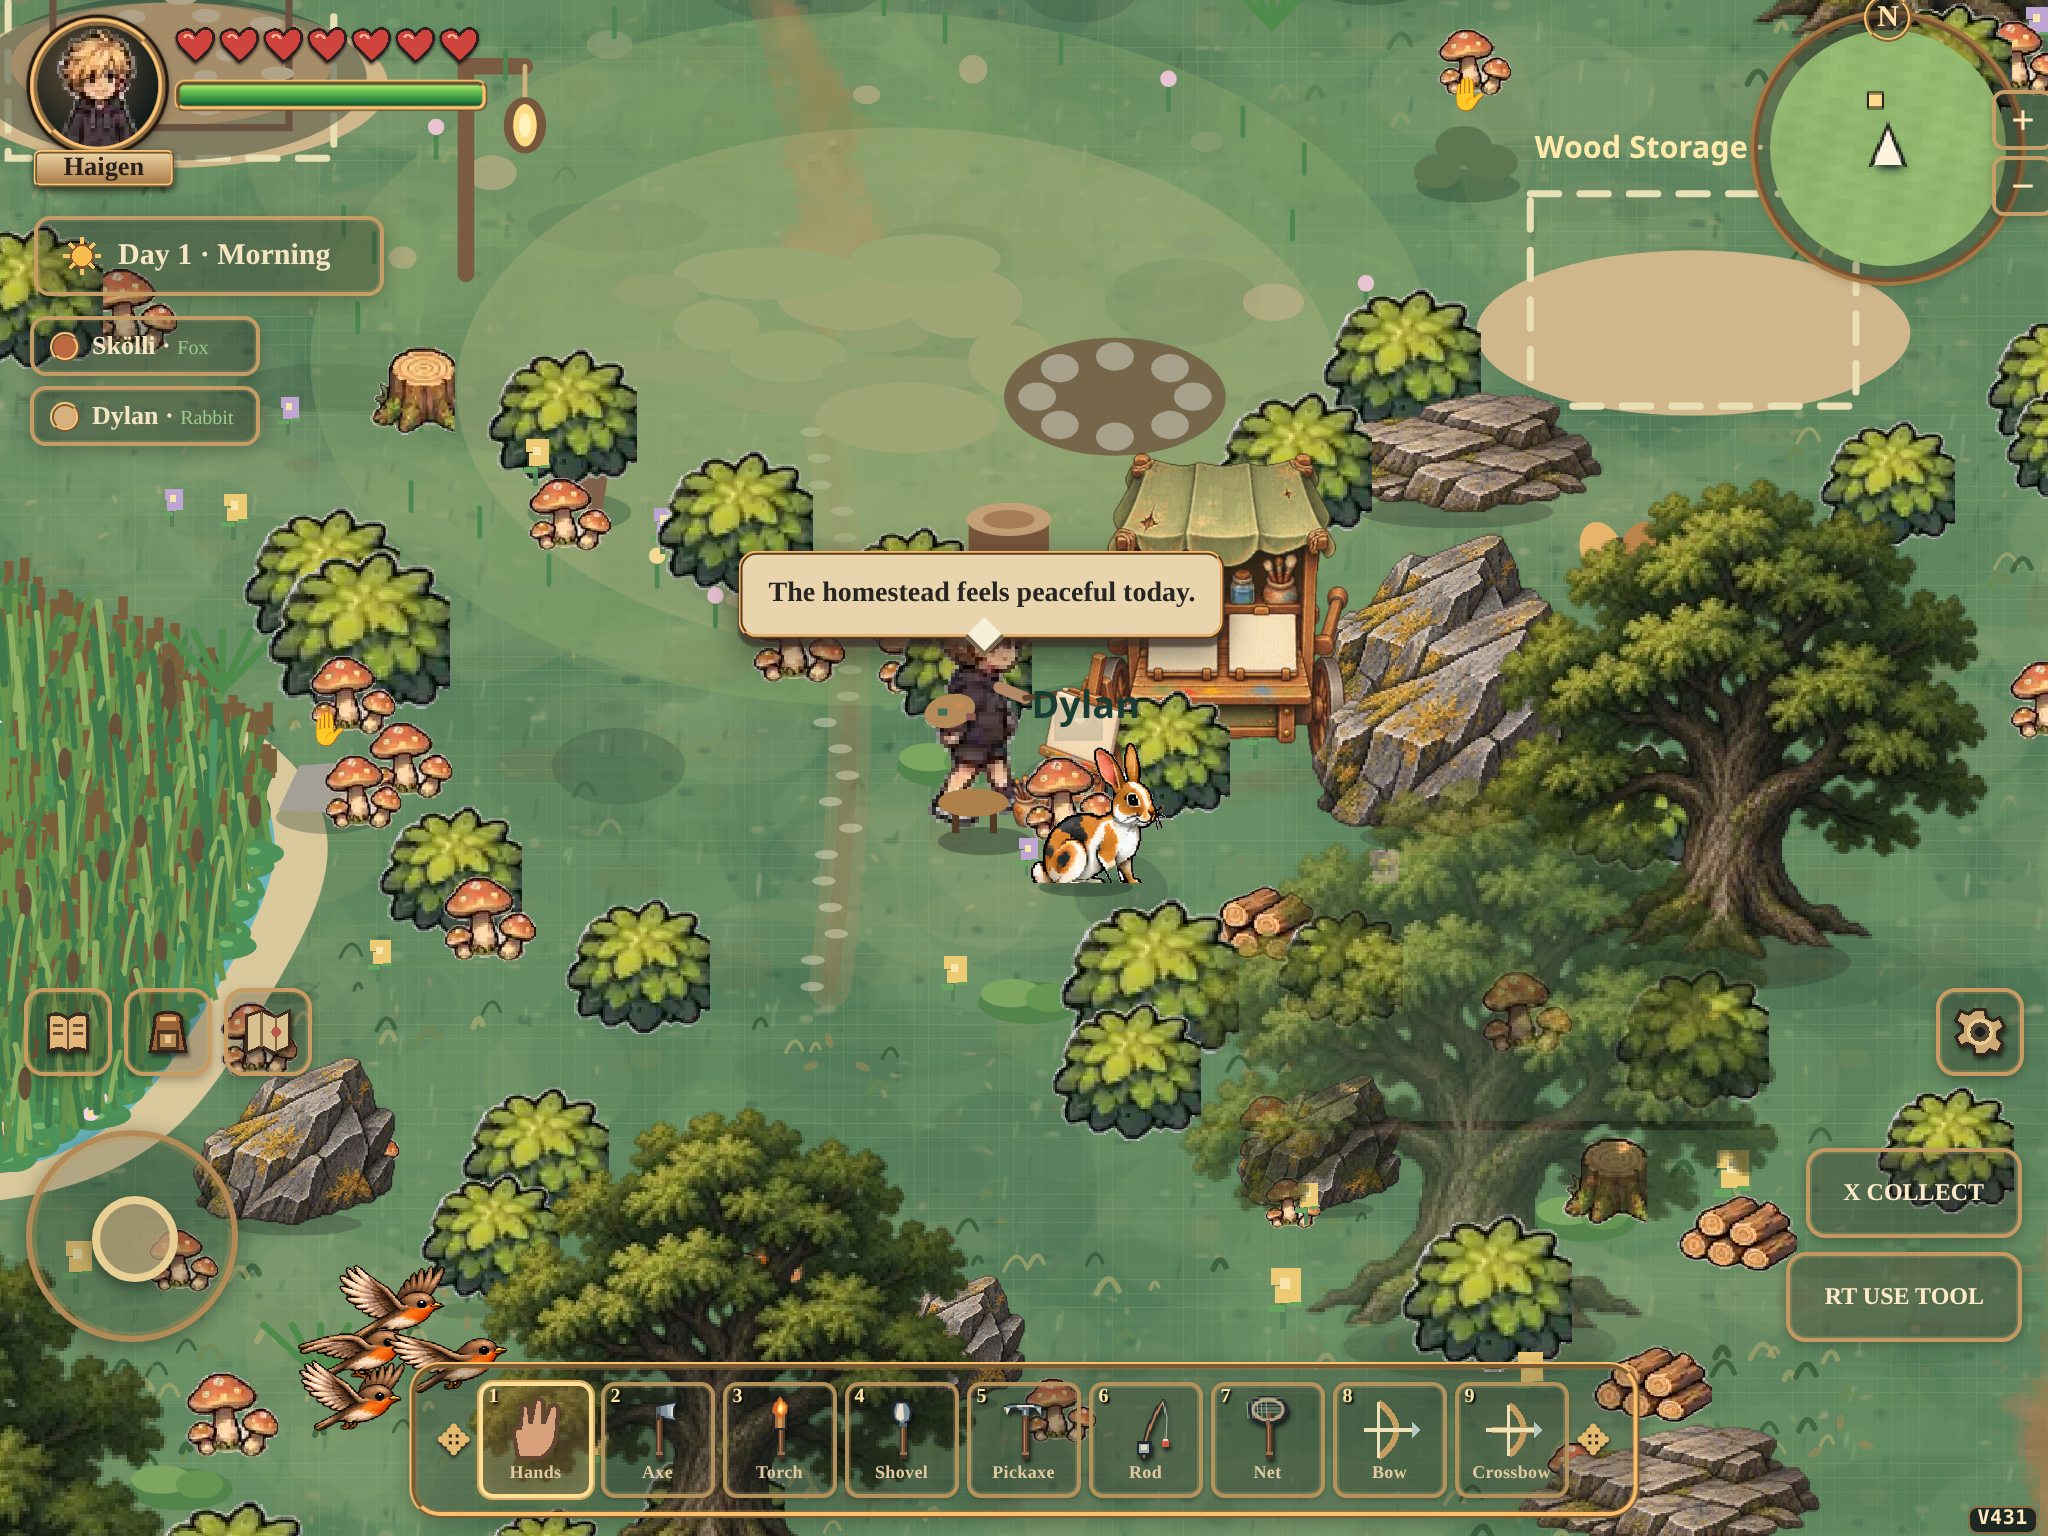 N
Haigen
Wood Storage
+
−
Day 1 · Morning
Skölli · Fox
Dylan · Rabbit
The homestead feels peaceful today.
Dylan
X COLLECT
RT USE TOOL
1 Hands
2 Axe
3 Torch
4 Shovel
5 Pickaxe
6 Rod
7 Net
8 Bow
9 Crossbow
V431